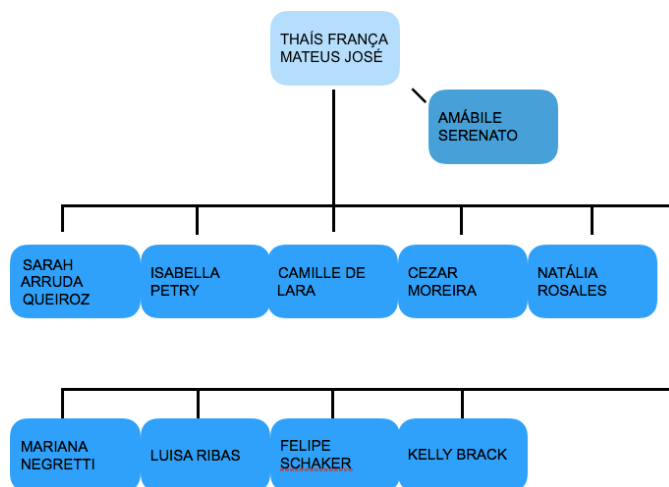 THAÍS FRANÇA
MATEUS JOSÉ
AMÁBILE
SERENATO
SARAH
ARRUDA
QUEIROZ
ISABELLA
PETRY
CAMILLE DE
LARA
CEZAR
MOREIRA
NATÁLIA
ROSALES
MARIANA
NEGRETTI
LUISA RIBAS
FELIPE
SCHAKER
KELLY BRACK